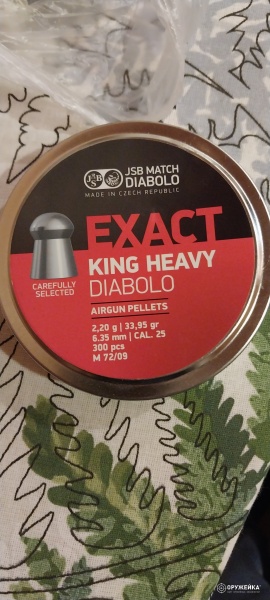 JSB
JSB MATCH
DIABOLO
MADE IN CZECH REPUBLIC
EXACT
KING HEAVY
DIABOLO
CAREFULLY
SELECTED
AIRGUN PELLETS
2,20 g | 33,95 gr
6.35 mm | CAL. 25
300 pcs
M 72/09
ОРУЖЕЙКА